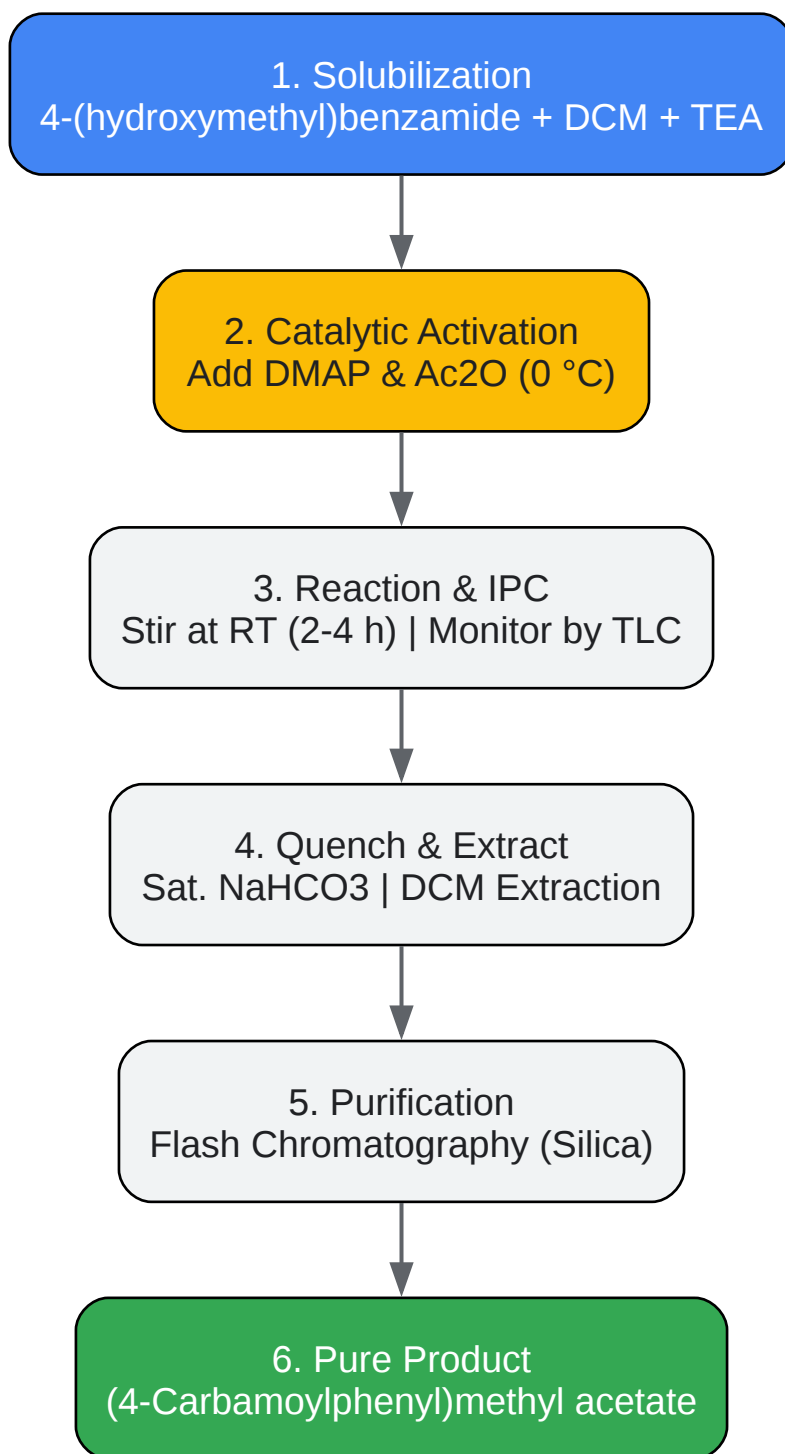 1. Solubilization
4-(hydroxymethyl)benzamide + DCM + TEA
2. Catalytic Activation
Add DMAP & Ac2O (0 °C)
3. Reaction & IPC
Stir at RT (2-4 h) | Monitor by TLC
4. Quench & Extract
Sat. NaHCO3 | DCM Extraction
5. Purification
Flash Chromatography (Silica)
6. Pure Product
(4-Carbamoylphenyl)methyl acetate